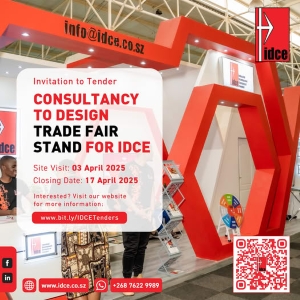 info@idce.co.sz
idce
Invitation to Tender
CONSULTANCY
TO DESIGN
TRADE FAIR
STAND FOR IDCE
Site Visit: 03 April 2025
Closing Date: 17 April 2025
Interested? Visit our website
for more information:
www.bit.ly/IDCETenders
www.idce.co.sz
+268 7622 9989